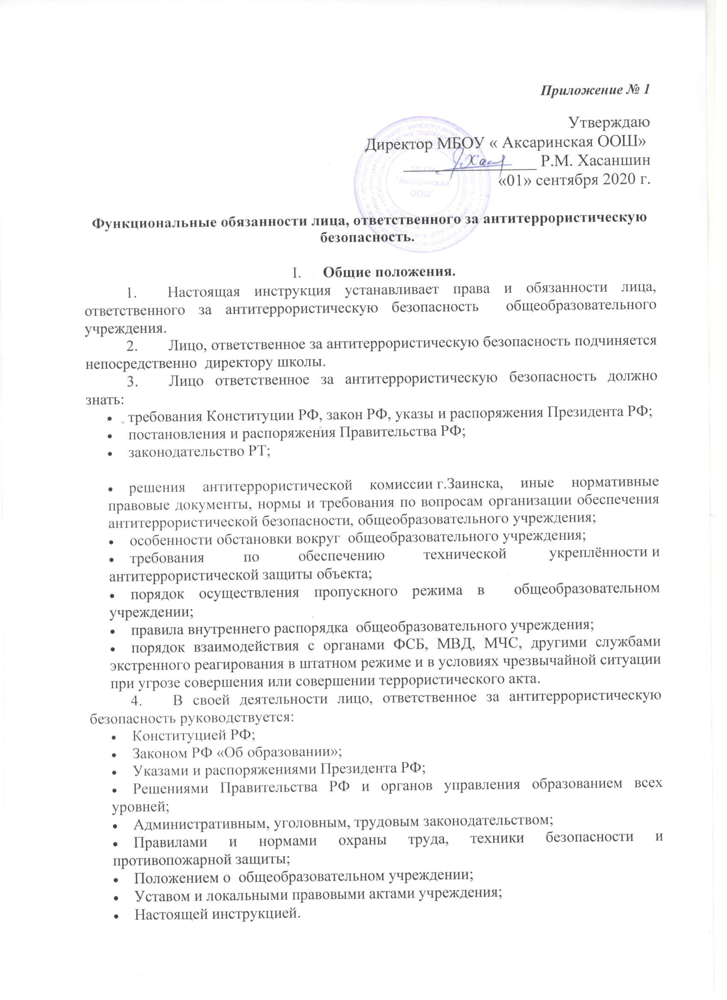 Приложение № 1
Утверждаю
Директор МБОУ « Аксаринская ООШ»
Р.М. Хасаншин
«01» сентября 2020 г.
МБОУ
"Аксаринская
ООШ"
Функциональные обязанности лица, ответственного за антитеррористическую
безопасность.
I. Общие положения.
1. Настоящая инструкция устанавливает права и обязанности лица,
ответственного за антитеррористическую безопасность общеобразовательного
учреждения.
2. Лицо, ответственное за антитеррористическую безопасность подчиняется
непосредственно директору школы.
3. Лицо ответственное за антитеррористическую безопасность должно
знать:
• требования Конституции РФ, закон РФ, указы и распоряжения Президента РФ;
• постановления и распоряжения Правительства РФ;
• законодательство РТ;
• решения антитеррористической комиссии г.Заинска, иные нормативные
правовые документы, нормы и требования по вопросам организации обеспечения
антитеррористической безопасности, общеобразовательного учреждения;
• особенности обстановки вокруг общеобразовательного учреждения;
• требования по обеспечению технической укреплённости и
антитеррористической защиты объекта;
• порядок осуществления пропускного режима в общеобразовательном
учреждении;
• правила внутреннего распорядка общеобразовательного учреждения;
• порядок взаимодействия с органами ФСБ, МВД, МЧС, другими службами
экстренного реагирования в штатном режиме и в условиях чрезвычайной ситуации
при угрозе совершения или совершении террористического акта.
4. В своей деятельности лицо, ответственное за антитеррористическую
безопасность руководствуется:
• Конституцией РФ;
• Законом РФ «Об образовании»;
• Указами и распоряжениями Президента РФ;
• Решениями Правительства РФ и органов управления образованием всех
уровней;
• Административным, уголовным, трудовым законодательством;
• Правилами и нормами охраны труда, техники безопасности и
противопожарной защиты;
• Положением о общеобразовательном учреждении;
• Уставом и локальными правовыми актами учреждения;
• Настоящей инструкцией.